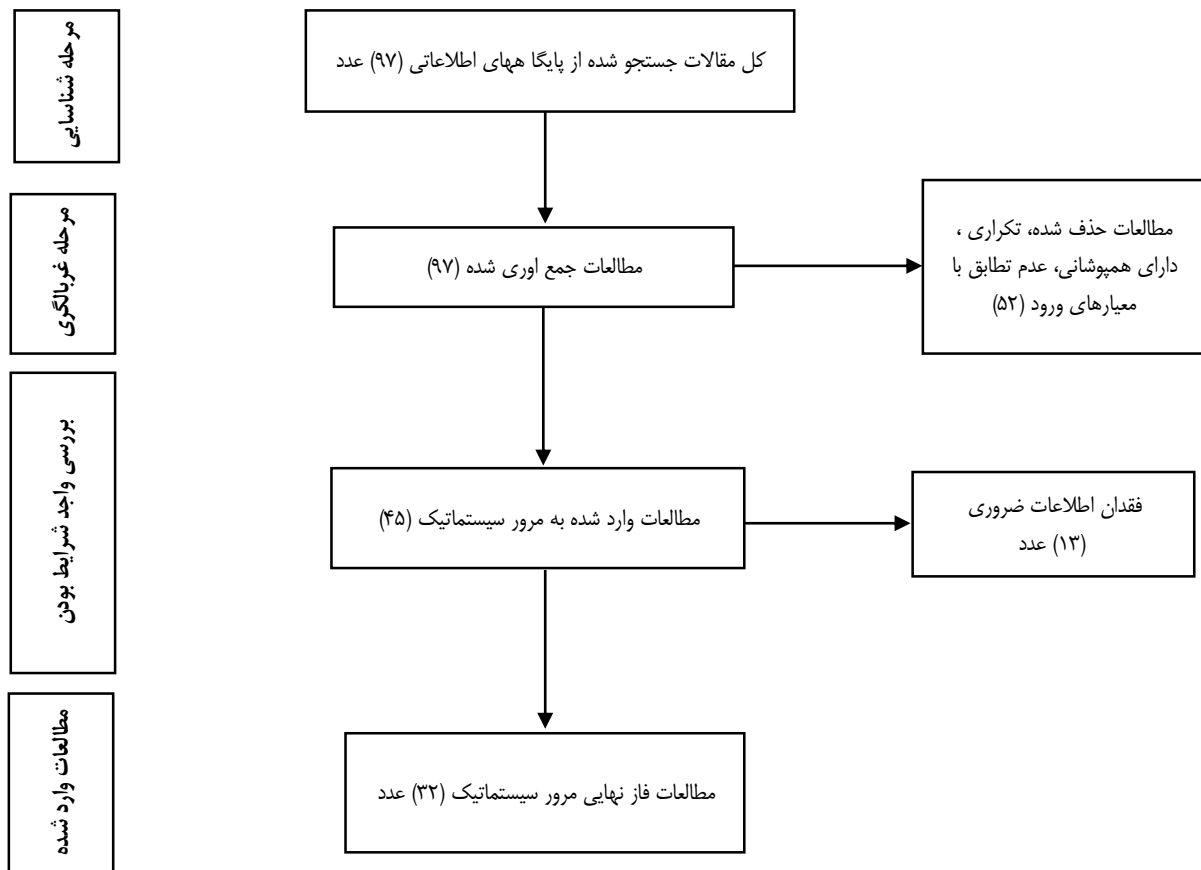 مرحله شناسایی
کل مقالات جستجو شده از پایگا ههای اطلاعاتی (۹۷) عدد
مرحله غربالگری
مطالعات جمع اوری شده (۹۷)
مطالعات حذف شده، تکراری ،
دارای همپوشانی، عدم تطابق با
معیارهای ورود (۵۲)
بررسی واجد شرایط بودن
مطالعات وارد شده به مرور سیستماتیک (۴۵)
فقدان اطلاعات ضروری
(۱۳) عدد
مطالعات وارد شده
مطالعات فاز نهایی مرور سیستماتیک (۳۲) عدد